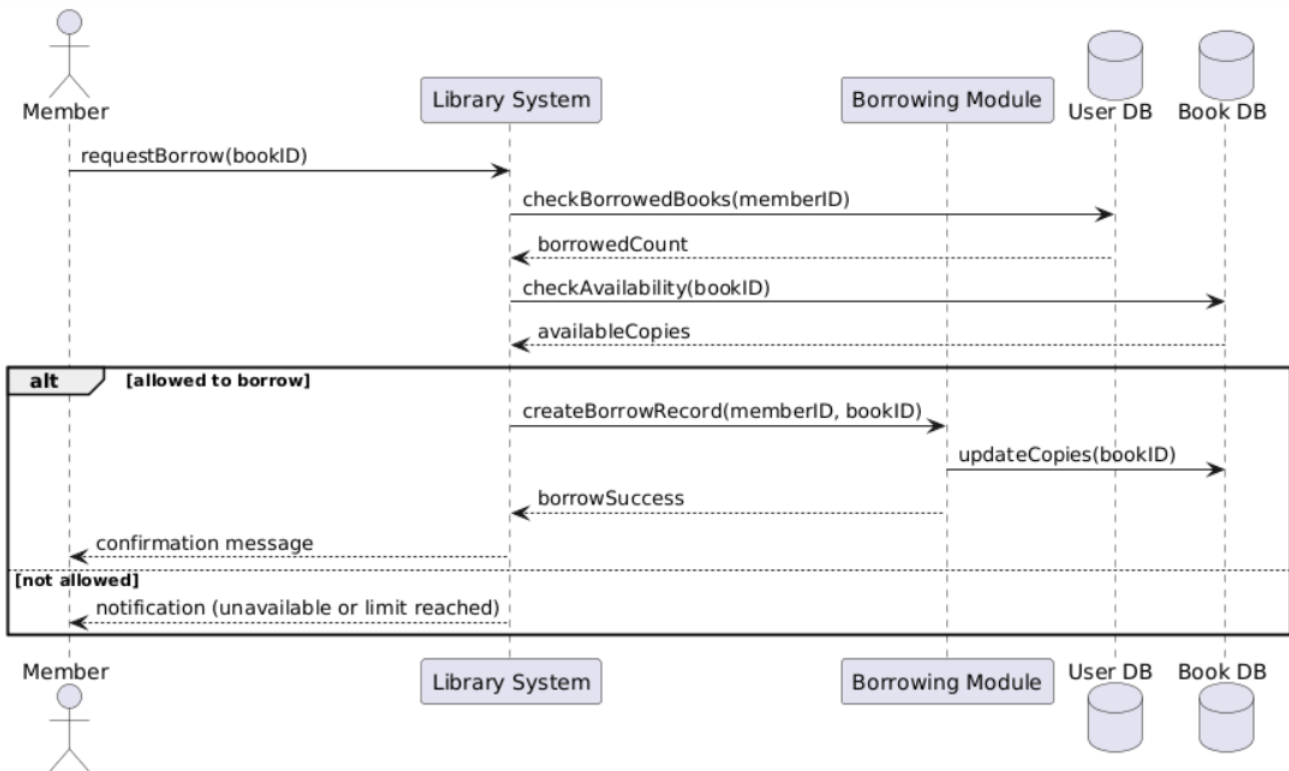 Member
Library System
Borrowing Module
User DB
Book DB
requestBorrow(bookID)
checkBorrowedBooks(memberID)
borrowedCount
checkAvailability(bookID)
availableCopies
alt
[allowed to borrow]
createBorrowRecord(memberID, bookID)
updateCopies(bookID)
borrowSuccess
confirmation message
[not allowed]
notification (unavailable or limit reached)
Member
Library System
Borrowing Module
User DB
Book DB